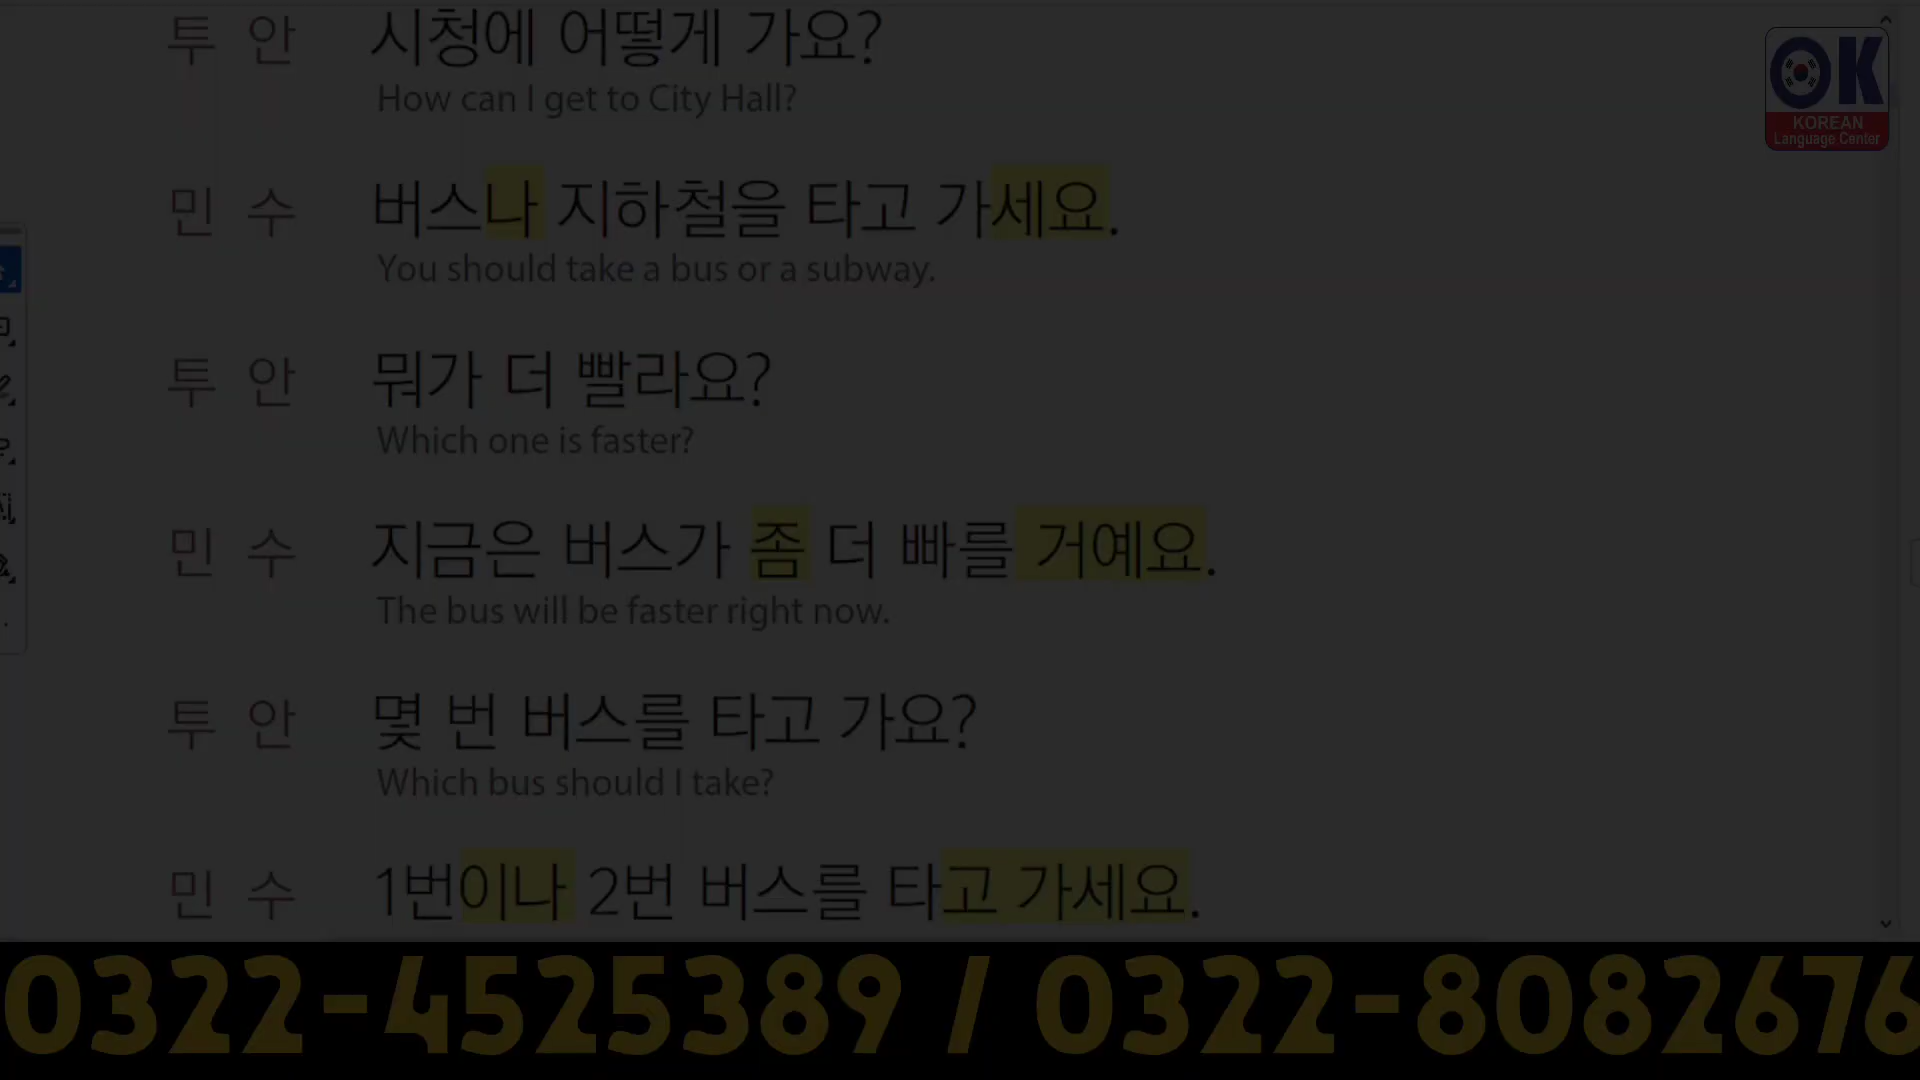 투 안 시청에 어떻게 가요?
How can I get to City Hall?
OK
KOREAN
Language Center
민 수 버스나 지하철을 타고 가세요.
You should take a bus or a subway.
투 안 뭐가 더 빨라요?
Which one is faster?
민 수 지금은 버스가 좀 더 빠를 거예요.
The bus will be faster right now.
투 안 몇 번 버스를 타고 가요?
Which bus should I take?
민 수 1번이나 2번 버스를 타고 가세요.
0322-4525389 / 0322-8082676